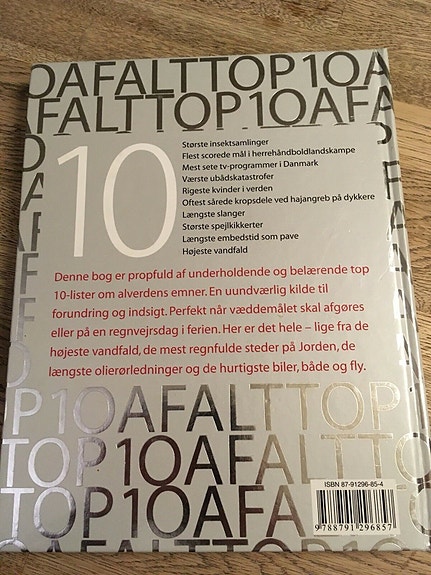 OAFALTTOP10A
FALTTOP10AFA
10
Største insektsamlinger
Flest scorede mål i herrehåndboldlandskampe
Mest sete tv-programmer i Danmark
Værste ubådskatastrofer
Rigeste kvinder i verden
Oftest sårede kropsdele ved hajangreb på dykkere
Længste slanger
Største spejlkikkerter
Længste embedstid som pave
Højeste vandfald
Denne bog er propfuld af underholdende og belærende top
10-lister om alverdens emner. En uundværlig kilde til
forundring og indsigt. Perfekt når væddemålet skal afgøres
eller på en regnvejrsdag i ferien. Her er det hele – lige fra de
højeste vandfald, de mest regnfulde steder på Jorden, de
længste olierørledninger og de hurtigste biler, både og fly.
OP10AFALTTOP
TOP10AFALTTO
TTOP10AFA
ISBN 87-91296-85-4
9788791296857